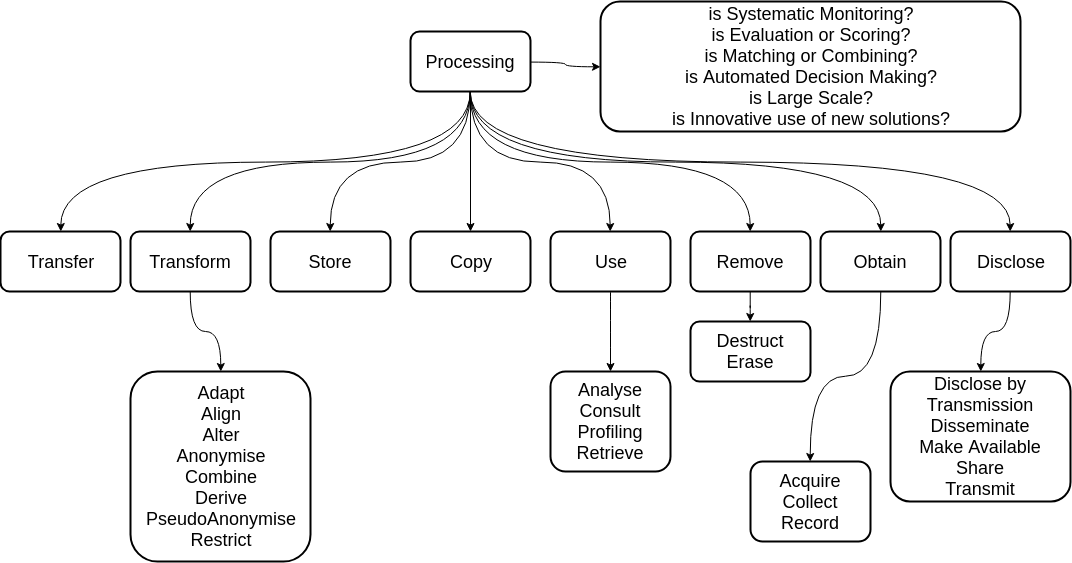 Processing
is Systematic Monitoring?
is Evaluation or Scoring?
is Matching or Combining?
is Automated Decision Making?
is Large Scale?
is Innovative use of new solutions?
Transfer
Transform
Store
Copy
Use
Remove
Obtain
Disclose
Adapt
Align
Alter
Anonymise
Combine
Derive
PseudoAnonymise
Restrict
Analyse
Consult
Profiling
Retrieve
Destruct
Erase
Acquire
Collect
Record
Disclose by
Transmission
Disseminate
Make Available
Share
Transmit